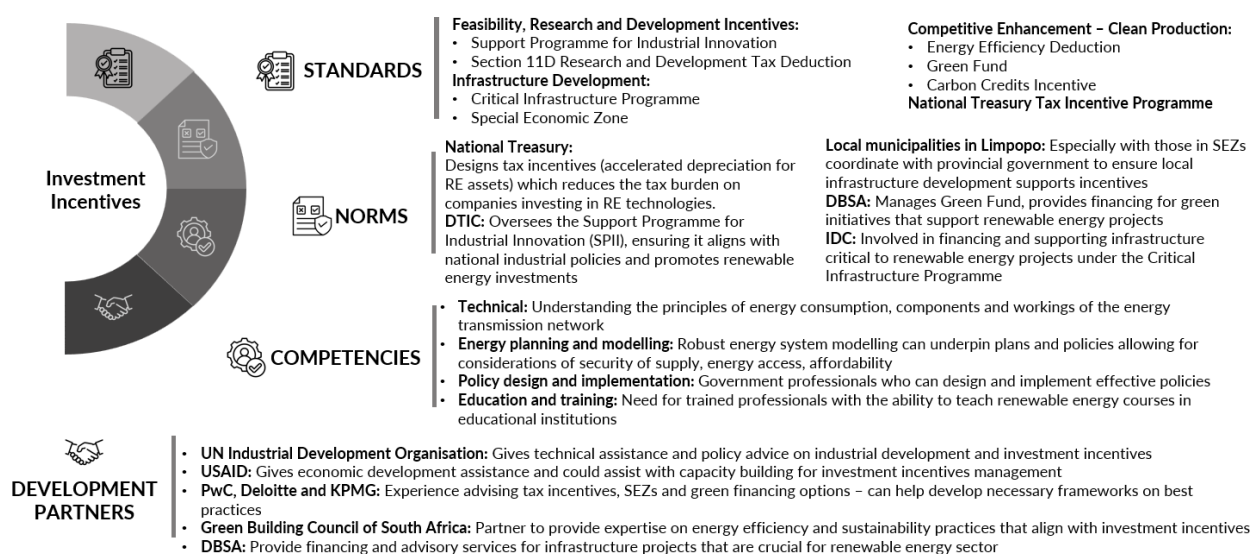 Investment
Incentives
STANDARDS
Feasibility, Research and Development Incentives:
• Support Programme for Industrial Innovation
• Section 11D Research and Development Tax Deduction
Infrastructure Development:
• Critical Infrastructure Programme
• Special Economic Zone
Competitive Enhancement – Clean Production:
• Energy Efficiency Deduction
• Green Fund
• Carbon Credits Incentive
National Treasury Tax Incentive Programme
NORMS
National Treasury:
Designs tax incentives (accelerated depreciation for
RE assets) which reduces the tax burden on
companies investing in RE technologies.
DTIC: Oversees the Support Programme for
Industrial Innovation (SPII), ensuring it aligns with
national industrial policies and promotes renewable
energy investments
Local municipalities in Limpopo: Especially with those in SEZs
coordinate with provincial government to ensure local
infrastructure development supports incentives
DBSA: Manages Green Fund, provides financing for green
initiatives that support renewable energy projects
IDC: Involved in financing and supporting infrastructure
critical to renewable energy projects under the Critical
Infrastructure Programme
COMPETENCIES
• Technical: Understanding the principles of energy consumption, components and workings of the energy
transmission network
• Energy planning and modelling: Robust energy system modelling can underpin plans and policies allowing for
considerations of security of supply, energy access, affordability
• Policy design and implementation: Government professionals who can design and implement effective policies
• Education and training: Need for trained professionals with the ability to teach renewable energy courses in
educational institutions
DEVELOPMENT
PARTNERS
• UN Industrial Development Organisation: Gives technical assistance and policy advice on industrial development and investment incentives
• USAID: Gives economic development assistance and could assist with capacity building for investment incentives management
• PwC, Deloitte and KPMG: Experience advising tax incentives, SEZs and green financing options – can help develop necessary frameworks on best
practices
• Green Building Council of South Africa: Partner to provide expertise on energy efficiency and sustainability practices that align with investment incentives
• DBSA: Provide financing and advisory services for infrastructure projects that are crucial for renewable energy sector